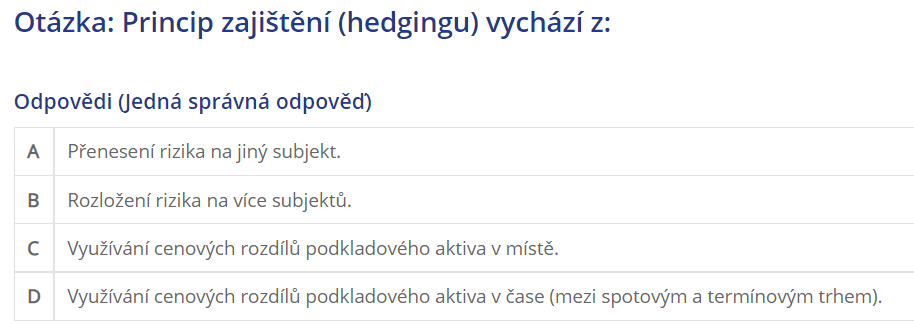 Otázka: Princip zajištění (hedgingu) vychází z:
Odpovědi (Jedná správná odpověď)
A Přenesení rizika na jiný subjekt.
B Rozložení rizika na více subjektů.
C Využívání cenových rozdílů podkladového aktiva v místě.
D Využívání cenových rozdílů podkladového aktiva v čase (mezi spotovým a termínovým trhem).